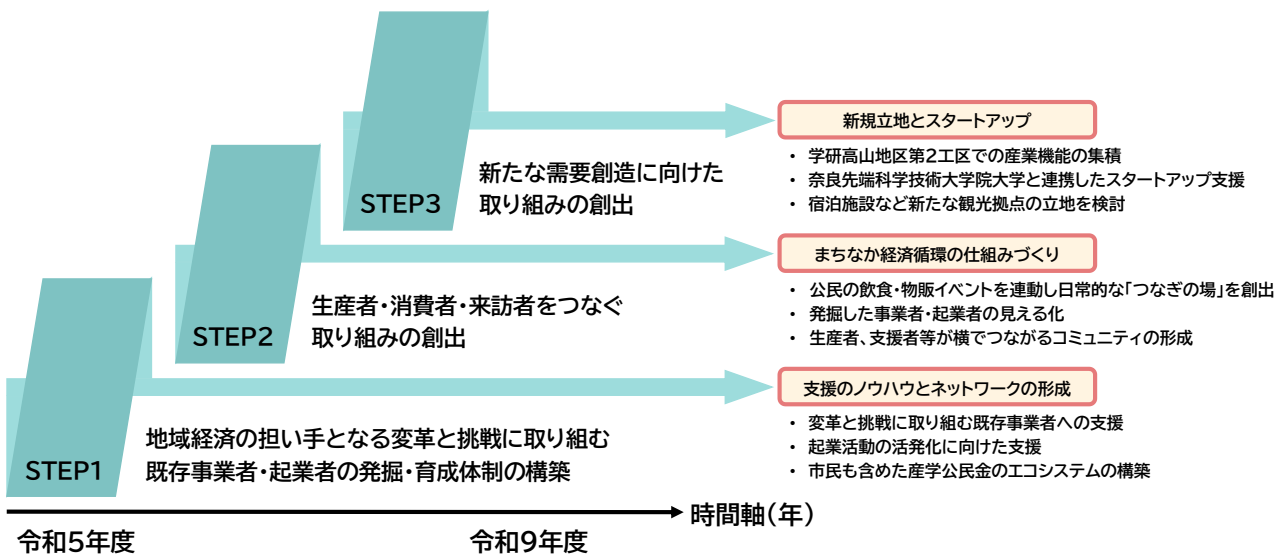 新規立地とスタートアップ
・ 学研高山地区第2工区での産業機能の集積
・ 奈良先端科学技術大学院大学と連携したスタートアップ支援
・ 宿泊施設など新たな観光拠点の立地を検討
STEP3
新たな需要創造に向けた
取り組みの創出
まちなか経済循環の仕組みづくり
・ 公民の飲食・物販イベントを連動し日常的な「つなぎの場」を創出
・ 発掘した事業者・起業者の見える化
・ 生産者、支援者等が横でつながるコミュニティの形成
STEP2
生産者・消費者・来訪者をつなぐ
取り組みの創出
支援のノウハウとネットワークの形成
・ 変革と挑戦に取り組む既存事業者への支援
・ 起業活動の活発化に向けた支援
・ 市民も含めた産学公民金のエコシステムの構築
STEP1
地域経済の担い手となる変革と挑戦に取り組む
既存事業者・起業者の発掘・育成体制の構築
時間軸(年)
令和5年度
令和9年度